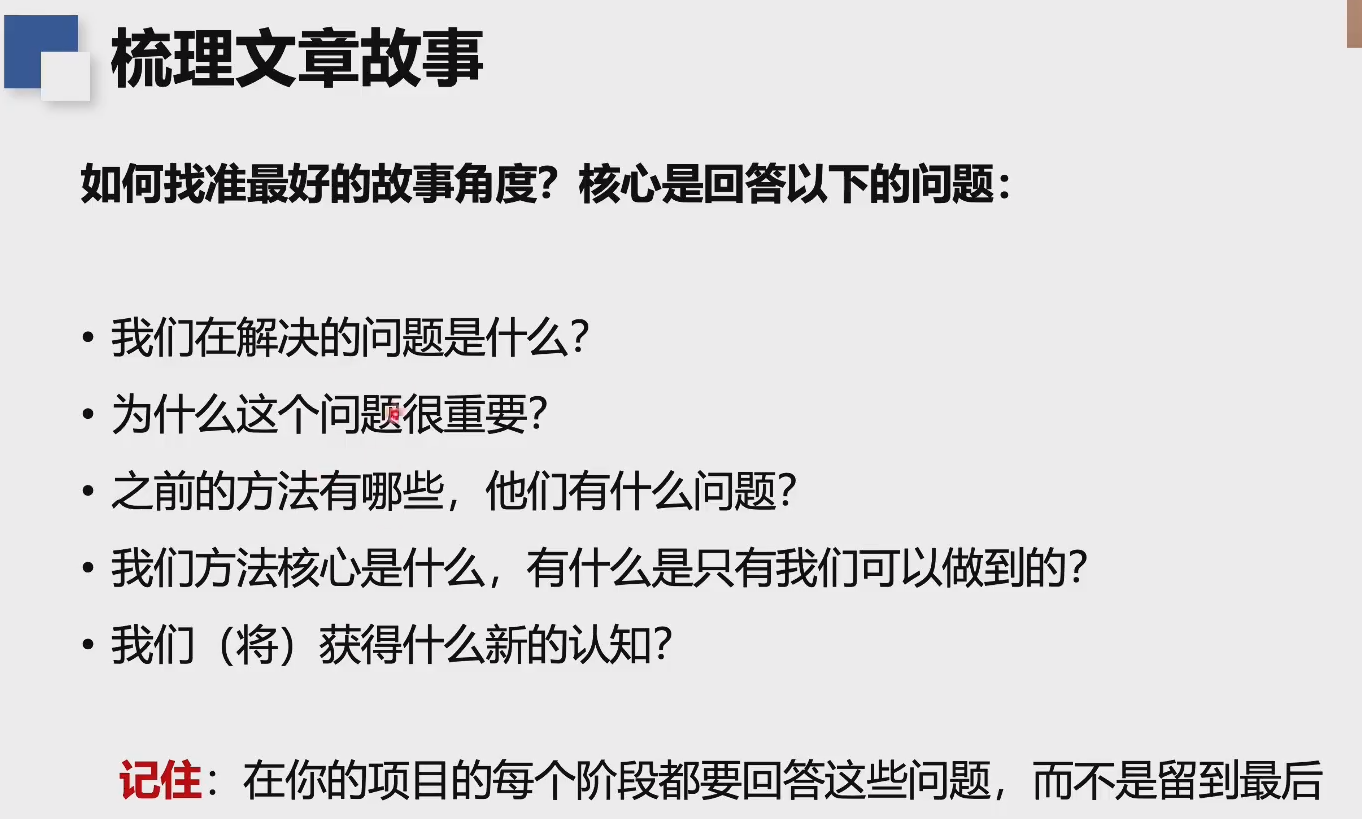 梳理文章故事
如何找准最好的故事角度？核心是回答以下的问题：
• 我们在解决的问题是什么？
• 为什么这个问题很重要？
• 之前的方法有哪些，他们有什么问题？
• 我们方法核心是什么，有什么是只有我们可以做到的？
• 我们（将）获得什么新的认知？
记住：在你的项目的每个阶段都要回答这些问题，而不是留到最后